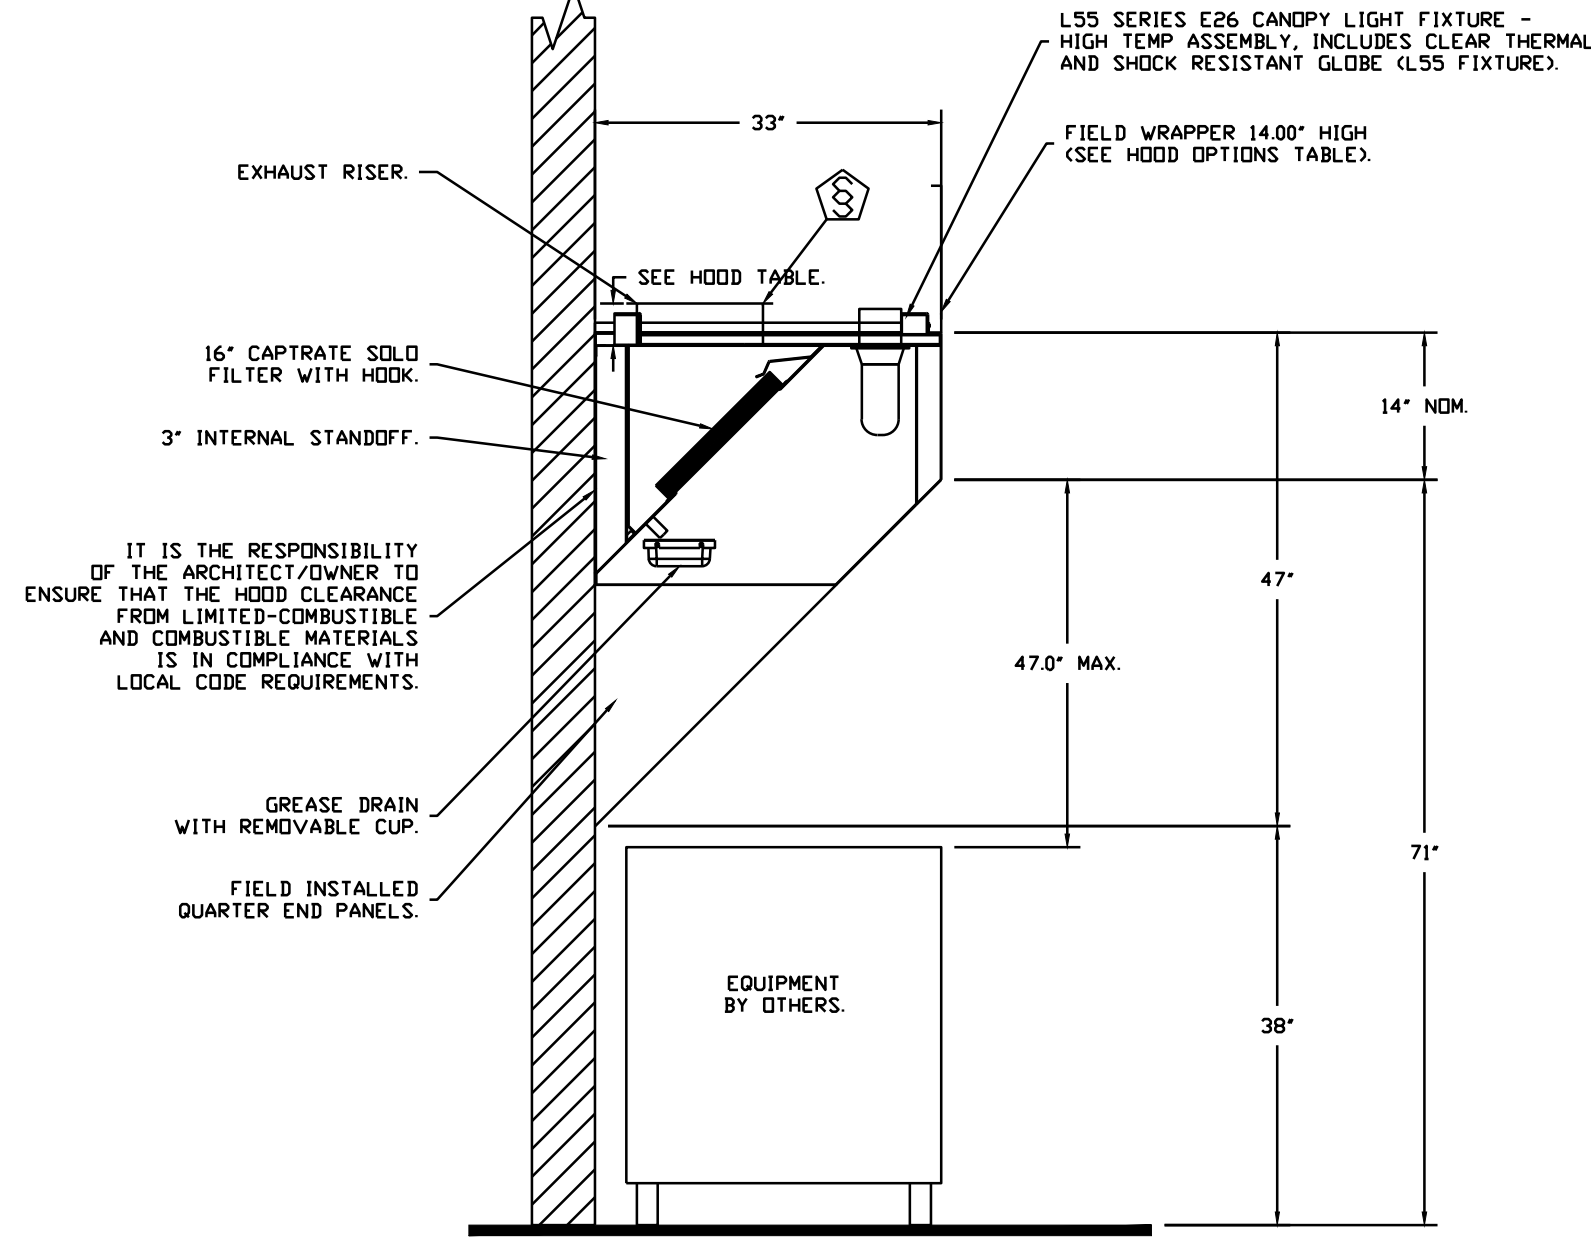 L55 SERIES E26 CANOPY LIGHT FIXTURE -
HIGH TEMP ASSEMBLY, INCLUDES CLEAR THERMAL
AND SHOCK RESISTANT GLOBE (L55 FIXTURE).
33"
FIELD WRAPPER 14.00" HIGH
(SEE HOOD OPTIONS TABLE).
EXHAUST RISER.
SEE HOOD TABLE.
16" CAPTRATE SOLO
FILTER WITH HOOK.
14" NOM.
3" INTERNAL STANDOFF.
IT IS THE RESPONSIBILITY
OF THE ARCHITECT/OWNER TO
ENSURE THAT THE HOOD CLEARANCE
FROM LIMITED-COMBUSTIBLE
AND COMBUSTIBLE MATERIALS
IS IN COMPLIANCE WITH
LOCAL CODE REQUIREMENTS.
47"
47.0" MAX.
GREASE DRAIN
WITH REMOVABLE CUP.
71"
FIELD INSTALLED
QUARTER END PANELS.
EQUIPMENT
BY OTHERS.
38"